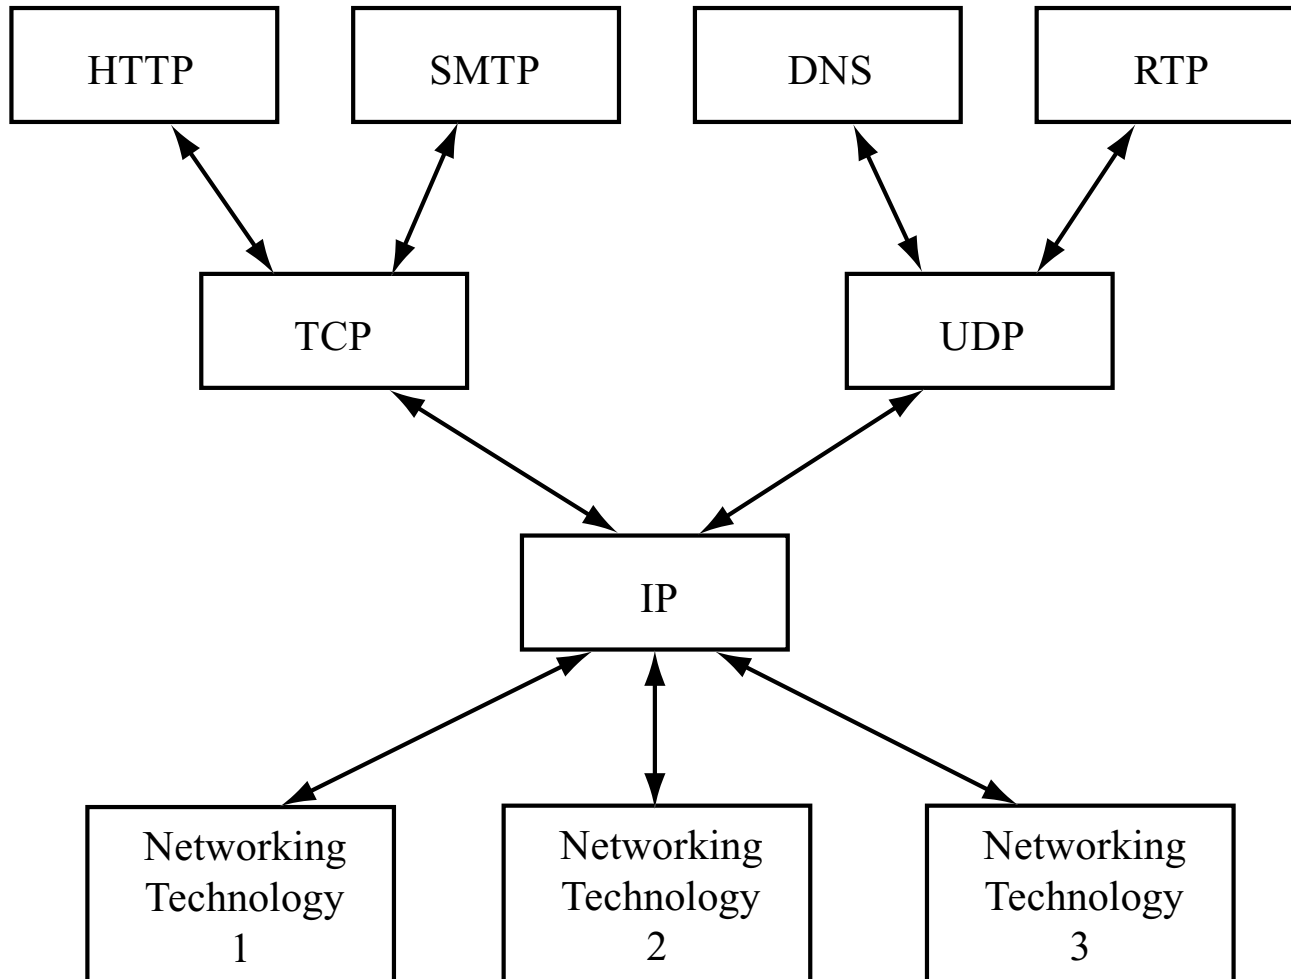 HTTP
SMTP
DNS
RTP
TCP
UDP
IP
Networking
Technology
1
Networking
Technology
2
Networking
Technology
3